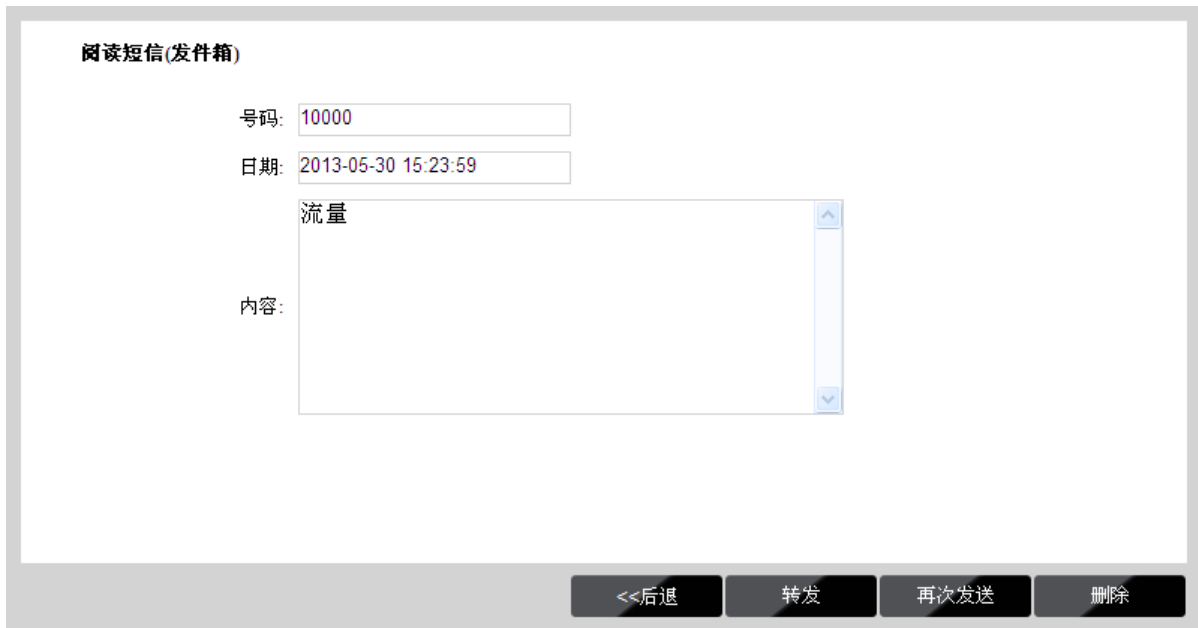 阅读短信(发件箱)
号码: 10000
日期: 2013-05-30 15:23:59
流量
内容:
<<后退 转发 再次发送 删除